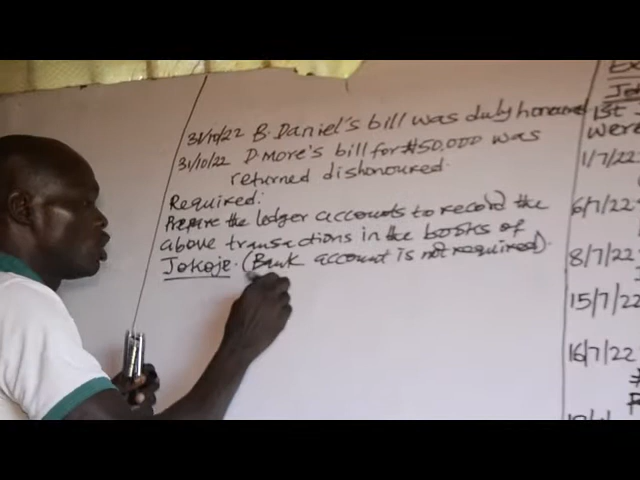 31/10/22 B. Daniel's bill was duly honoured
31/10/22 D. More's bill for ₦50,000 was
returned dishonoured.
Required:
Prepare the ledger accounts to record the
above transactions in the books of
Jokoje. (Bank account is not required).
1st
were
1/7/22
6/7/22
8/7/22
15/7/22
16/7/22